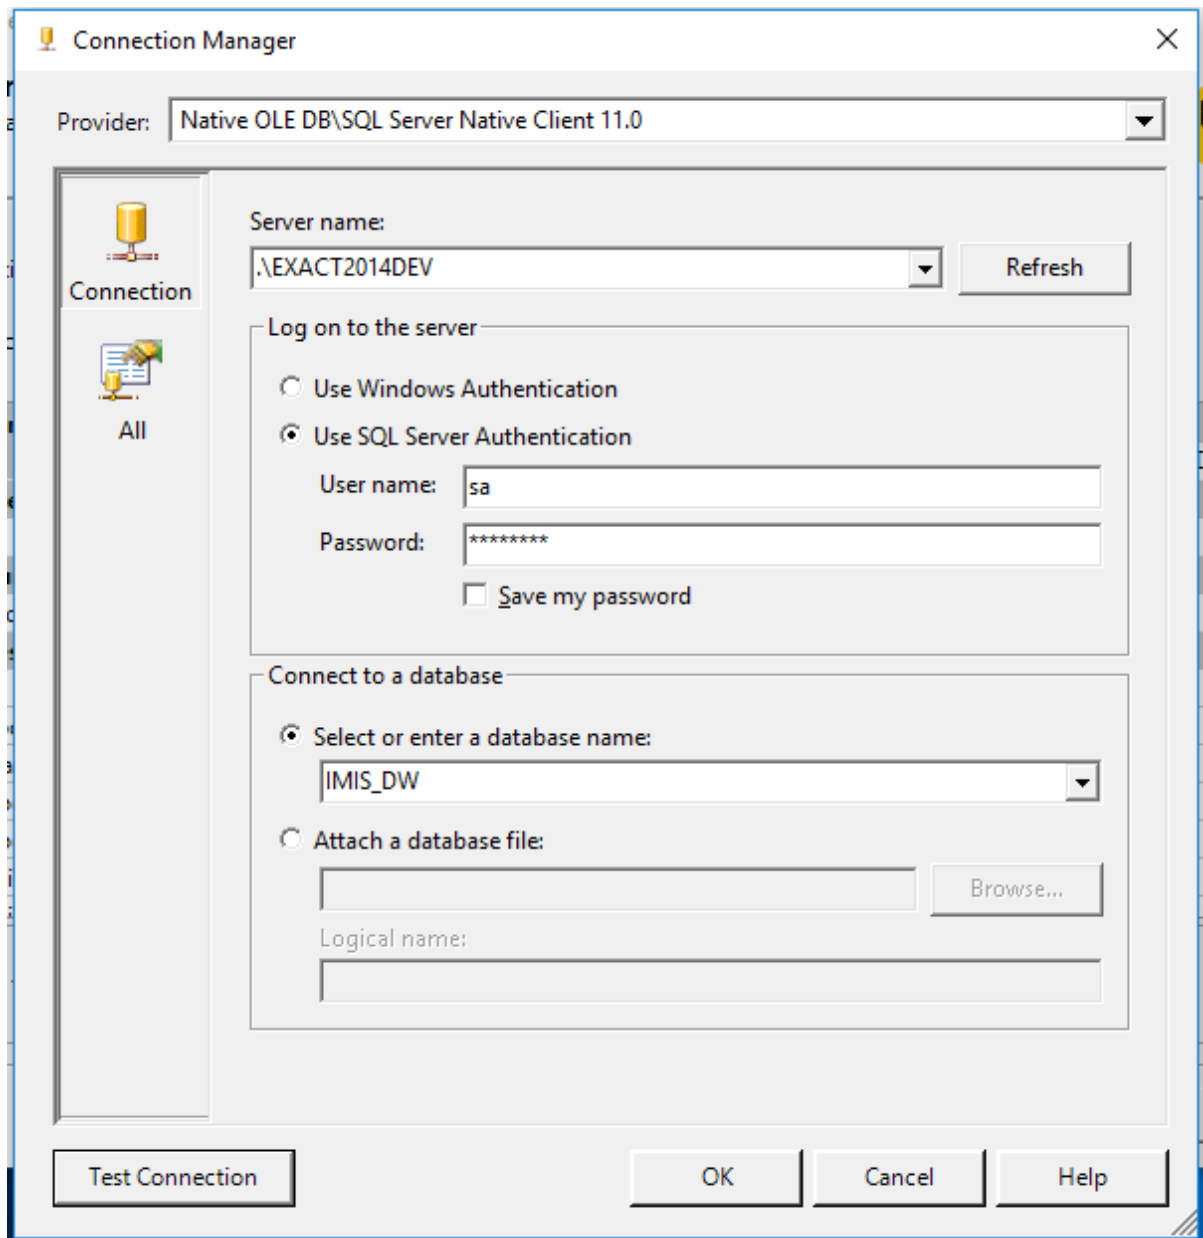 Connection Manager
Provider: Native OLE DB\SQL Server Native Client 11.0
Connection
All
Server name:
.\EXACT2014DEV
Refresh
Log on to the server
Use Windows Authentication
Use SQL Server Authentication
User name: sa
Password: ********
Save my password
Connect to a database
Select or enter a database name:
IMIS_DW
Attach a database file:
Browse...
Logical name:
Test Connection OK Cancel Help